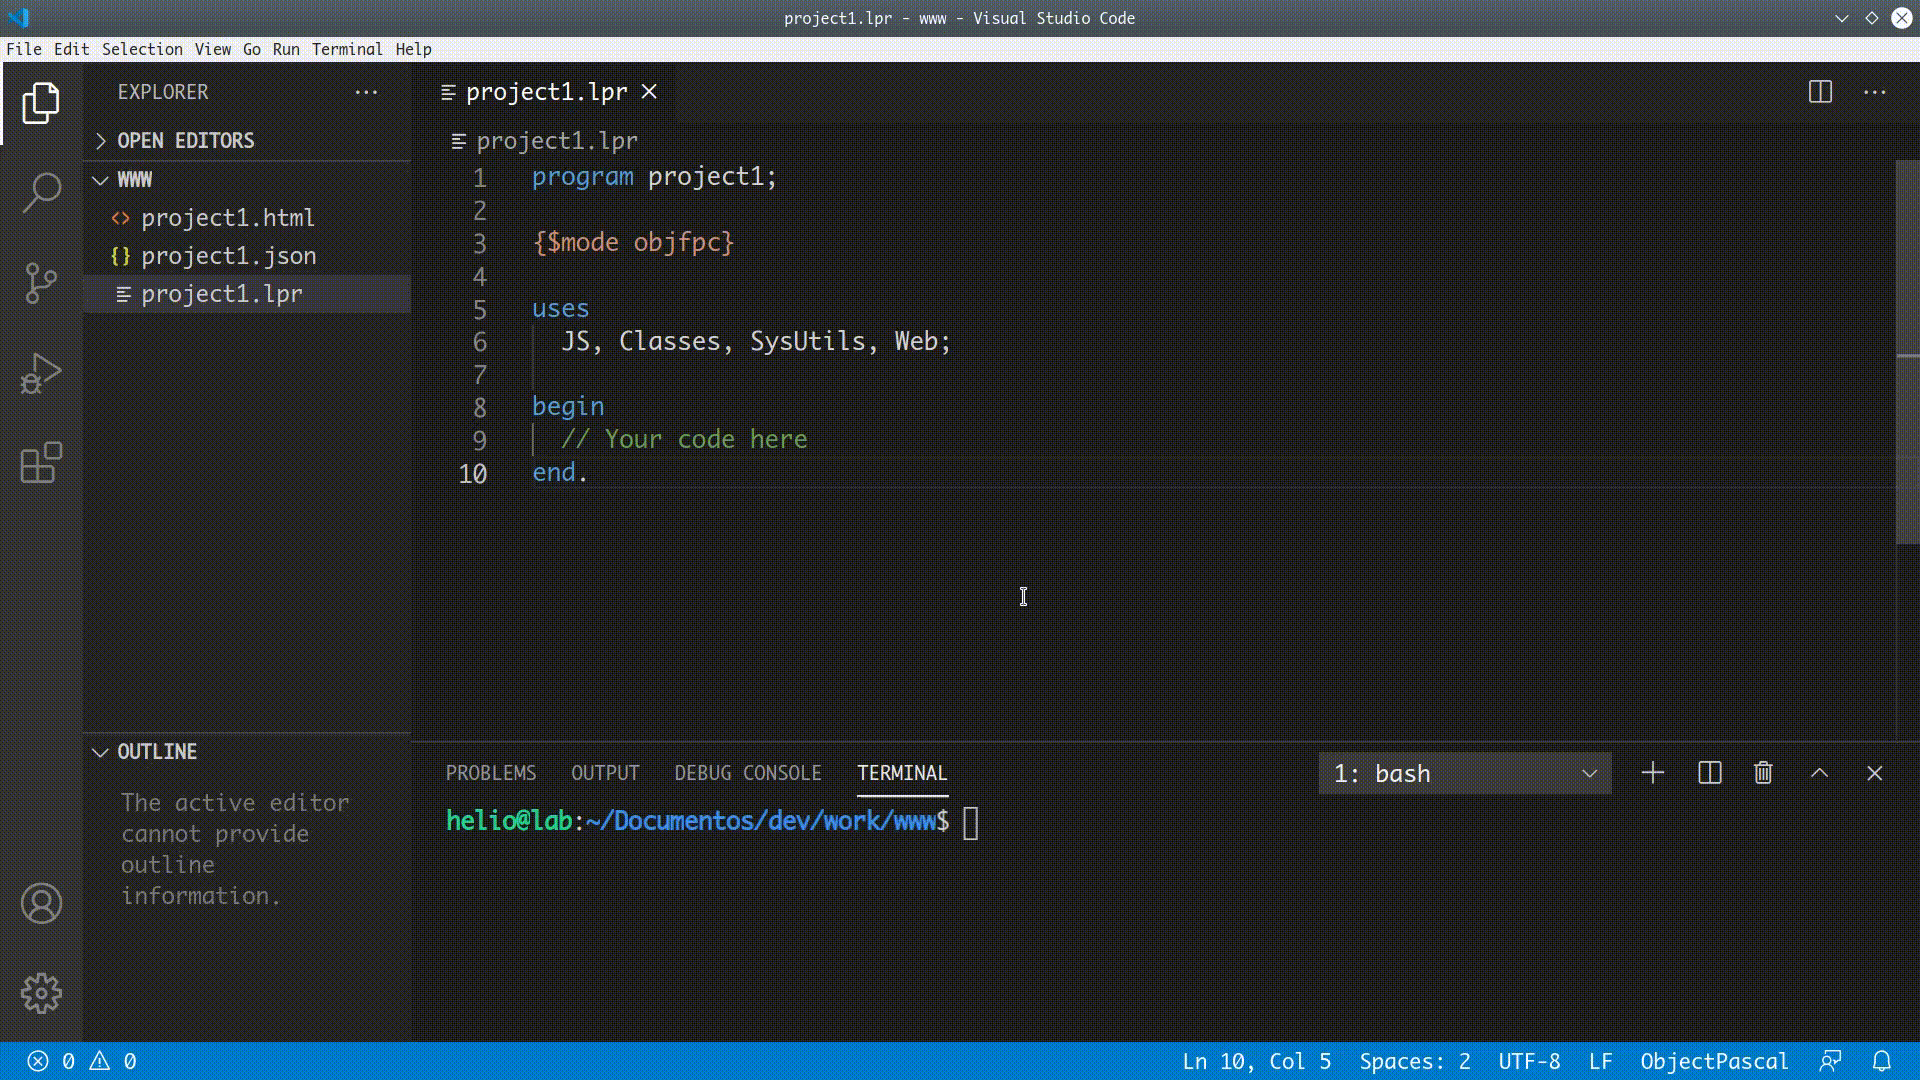 project1.lpr - www - Visual Studio Code
File Edit Selection View Go Run Terminal Help
EXPLORER
OPEN EDITORS
WWW
project1.html
project1.json
project1.lpr
OUTLINE
The active editor
cannot provide
outline
information.
project1.lpr
project1.lpr
1 program project1;
2
3 {$mode objfpc}
4
5 uses
6 JS, Classes, SysUtils, Web;
7
8 begin
9 // Your code here
10 end.
PROBLEMS OUTPUT DEBUG CONSOLE TERMINAL 1: bash
helio@lab:~/Documentos/dev/work/www$
0 0 Ln 10, Col 5 Spaces: 2 UTF-8 LF ObjectPascal